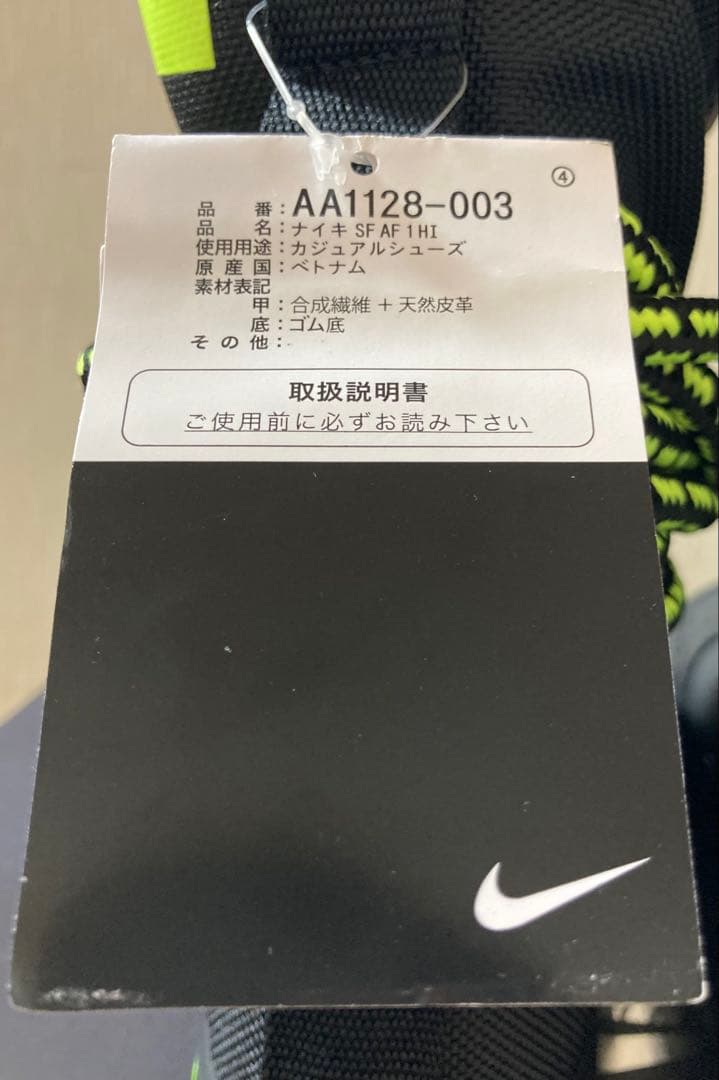 ④
品番：AA1128-003
品名：ナイキ SF AF 1 HI
使用用途：カジュアルシューズ
原産国：ベトナム
素材表記
甲：合成繊維 + 天然皮革
底：ゴム底
その他：-
取扱説明書
ご使用前に必ずお読み下さい